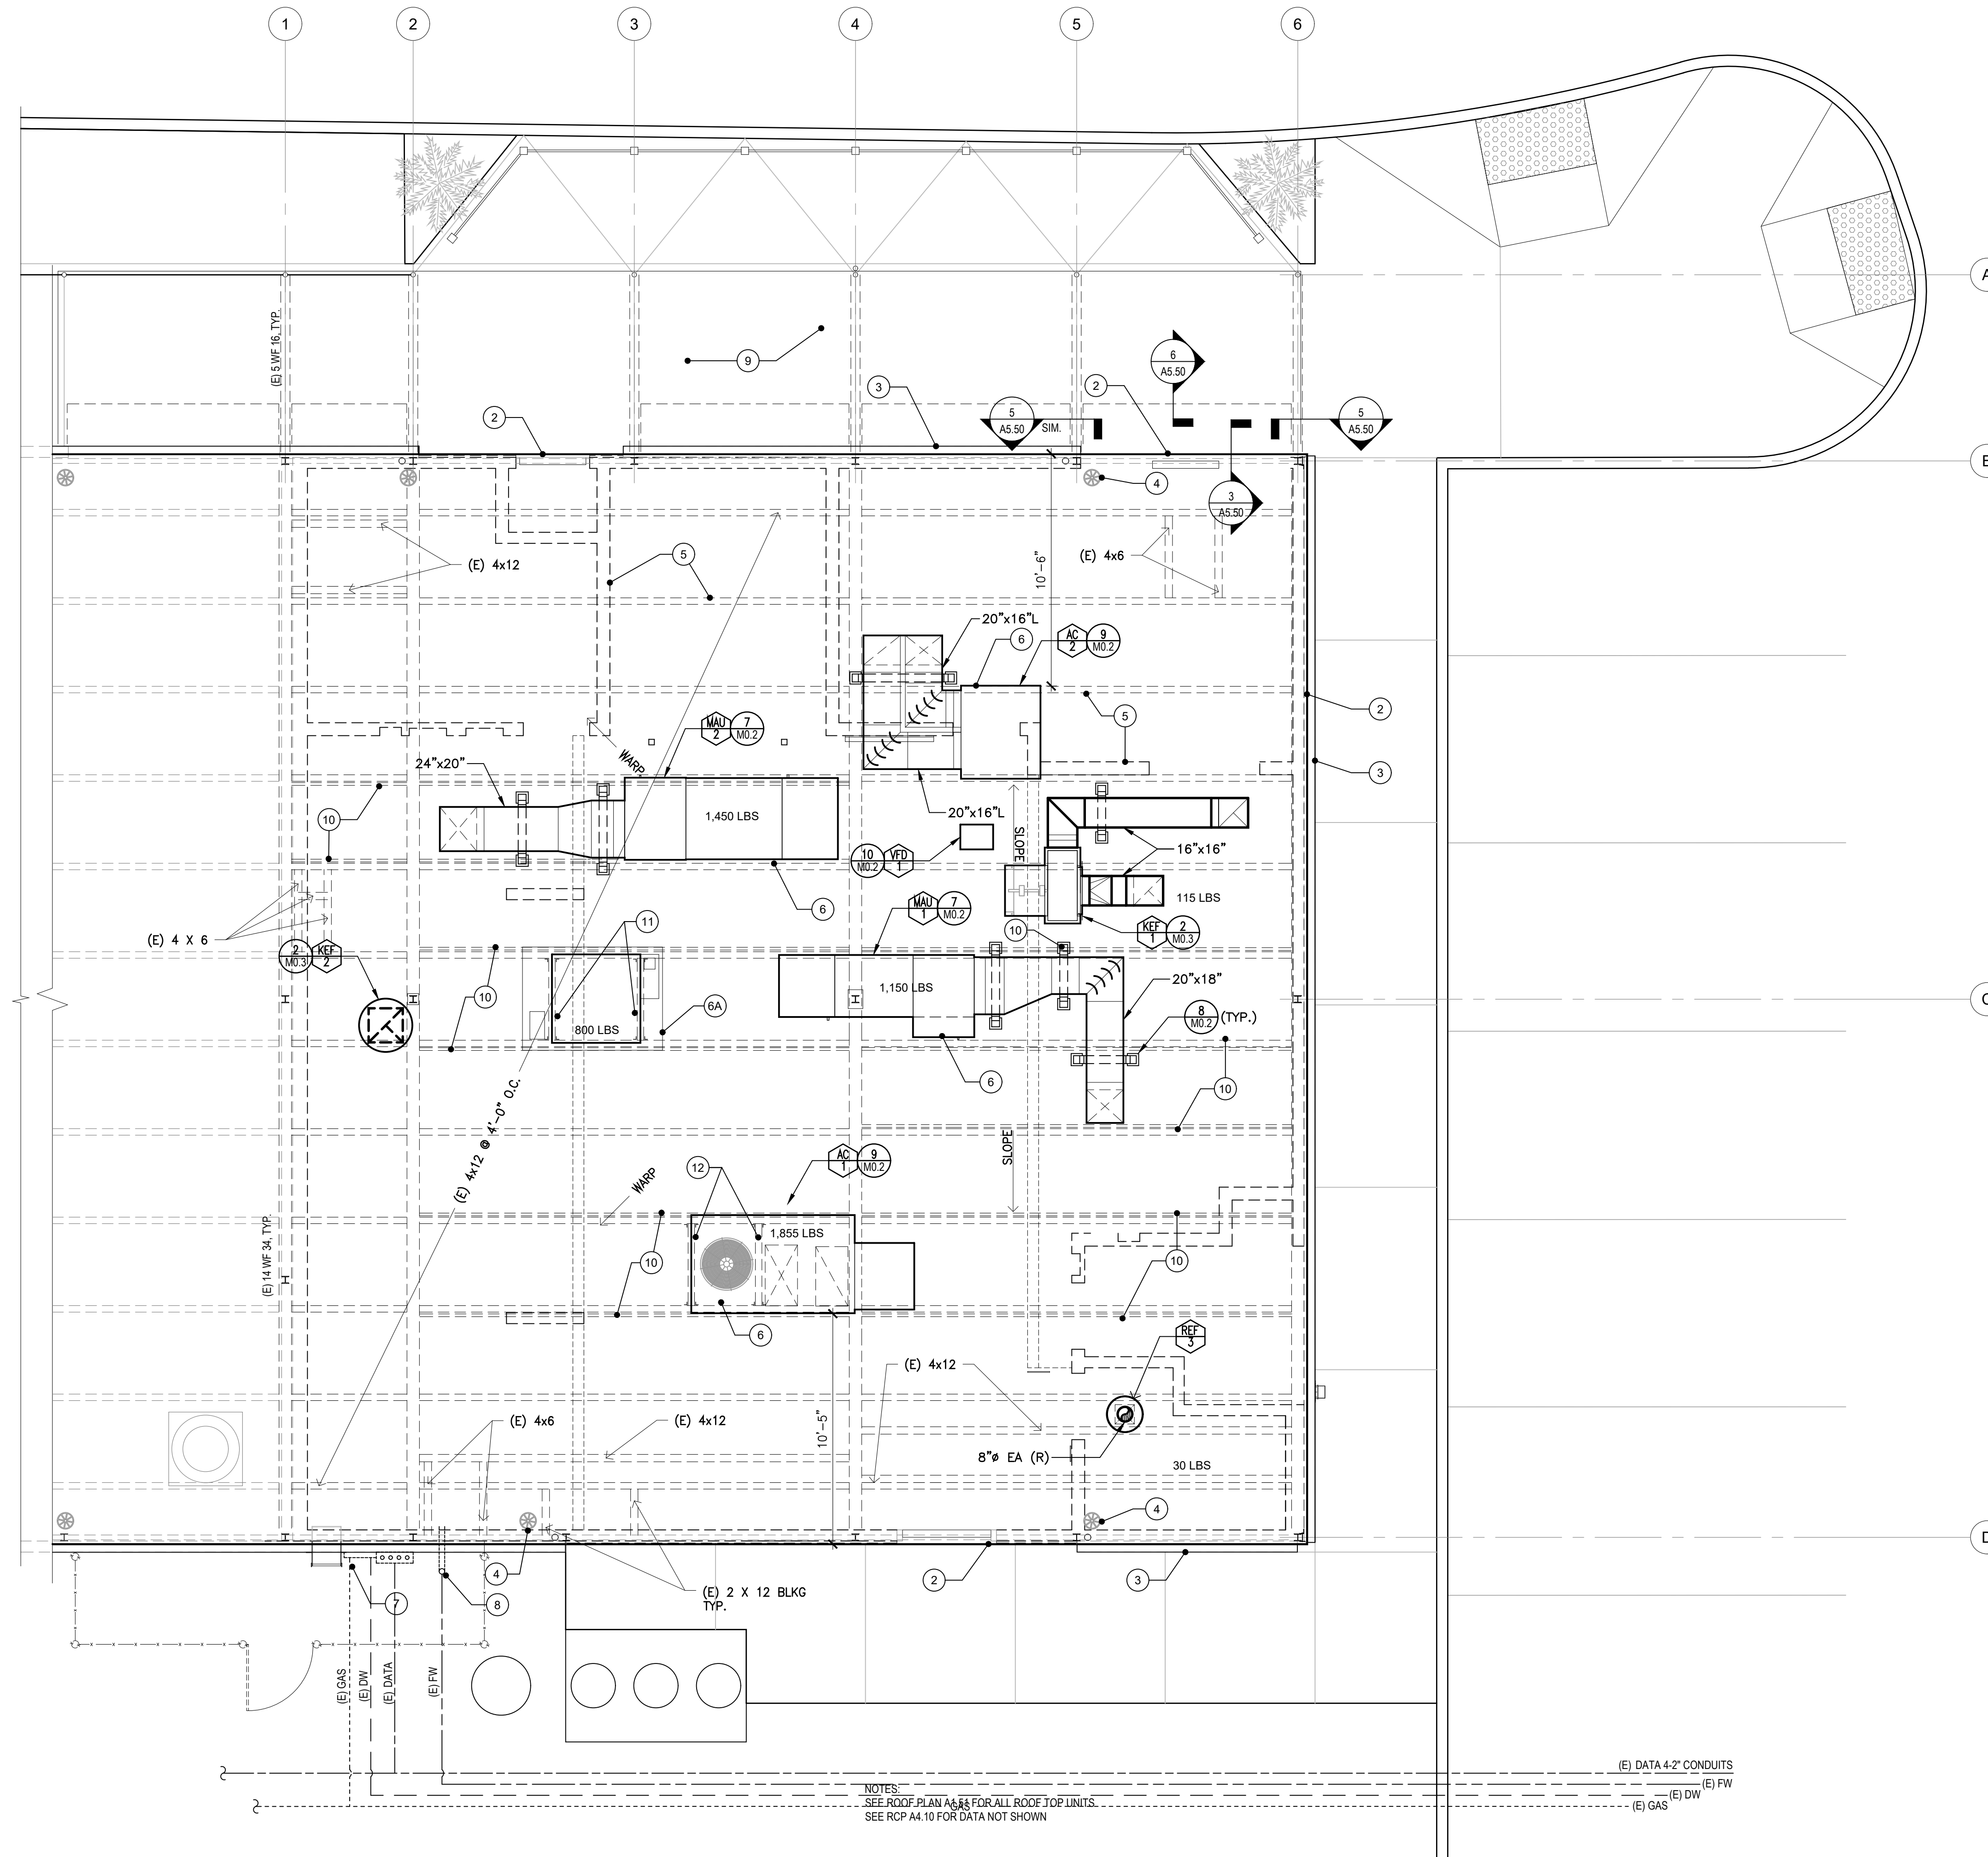 1
2
3
4
5
6
A
(E) 5 WF 16, TYP.
9
6
A5.50
3
2
5
A5.50
SIM.
5
A5.50
2
B
4
3
A5.50
(E) 4x12
5
10'-6"
(E) 4x6
20"x16"L
6
AC
2
9
M0.2
5
2
MAU
2
7
M0.2
WARP
24"x20"
3
1,450 LBS
10
20"x16"L
SLOPE
16"x16"
10
M0.2
VFD
1
115 LBS
6
MAU
1
7
M0.2
11
KEF
1
2
M0.3
10
(E) 4 X 6
2
M0.3
KEF
2
20"x18"
1,150 LBS
10
6A
C
8
M0.2
(TYP.)
800 LBS
6
10
(E) 4x12 @ 4'-0" O.C.
SLOPE
AC
1
9
M0.2
12
WARP
(E) 14 WF 34, TYP.
1,855 LBS
10
10
6
REF
3
(E) 4x12
(E) 4x6
(E) 4x12
10'-5"
8"ø EA (R)
30 LBS
4
D
4
2
3
7
8
(E) 2 X 12 BLKG
TYP.
(E) GAS
(E) DW
(E) DATA
(E) FW
(E) DATA 4-2" CONDUITS
(E) FW
NOTES:
(E) DW
SEE ROOF PLAN A1.51 FOR ALL ROOF TOP UNITS
GAS
(E) GAS
SEE RCP A4.10 FOR DATA NOT SHOWN